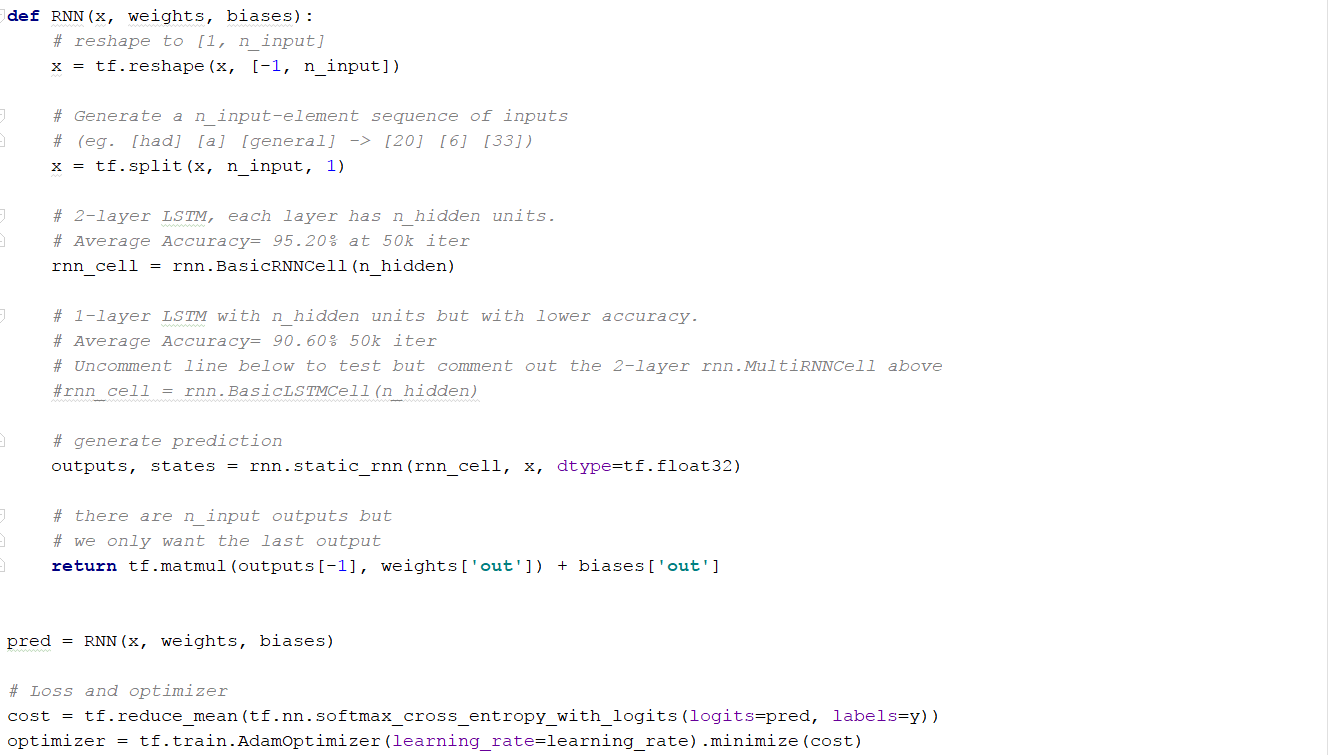 def RNN(x, weights, biases):
    # reshape to [1, n_input]
    x = tf.reshape(x, [-1, n_input])
    # Generate a n_input-element sequence of inputs
    # (eg. [had] [a] [general] -> [20] [6] [33])
    x = tf.split(x, n_input, 1)
    # 2-layer LSTM, each layer has n_hidden units.
    # Average Accuracy= 95.20% at 50k iter
    rnn_cell = rnn.BasicRNNCell(n_hidden)
    # 1-layer LSTM with n_hidden units but with lower accuracy.
    # Average Accuracy= 90.60% 50k iter
    # Uncomment line below to test but comment out the 2-layer rnn.MultiRNNCell above
    #rnn_cell = rnn.BasicLSTMCell(n_hidden)
    # generate prediction
    outputs, states = rnn.static_rnn(rnn_cell, x, dtype=tf.float32)
    # there are n_input outputs but
    # we only want the last output
    return tf.matmul(outputs[-1], weights['out']) + biases['out']
pred = RNN(x, weights, biases)
# Loss and optimizer
cost = tf.reduce_mean(tf.nn.softmax_cross_entropy_with_logits(logits=pred, labels=y))
optimizer = tf.train.AdamOptimizer(learning_rate=learning_rate).minimize(cost)